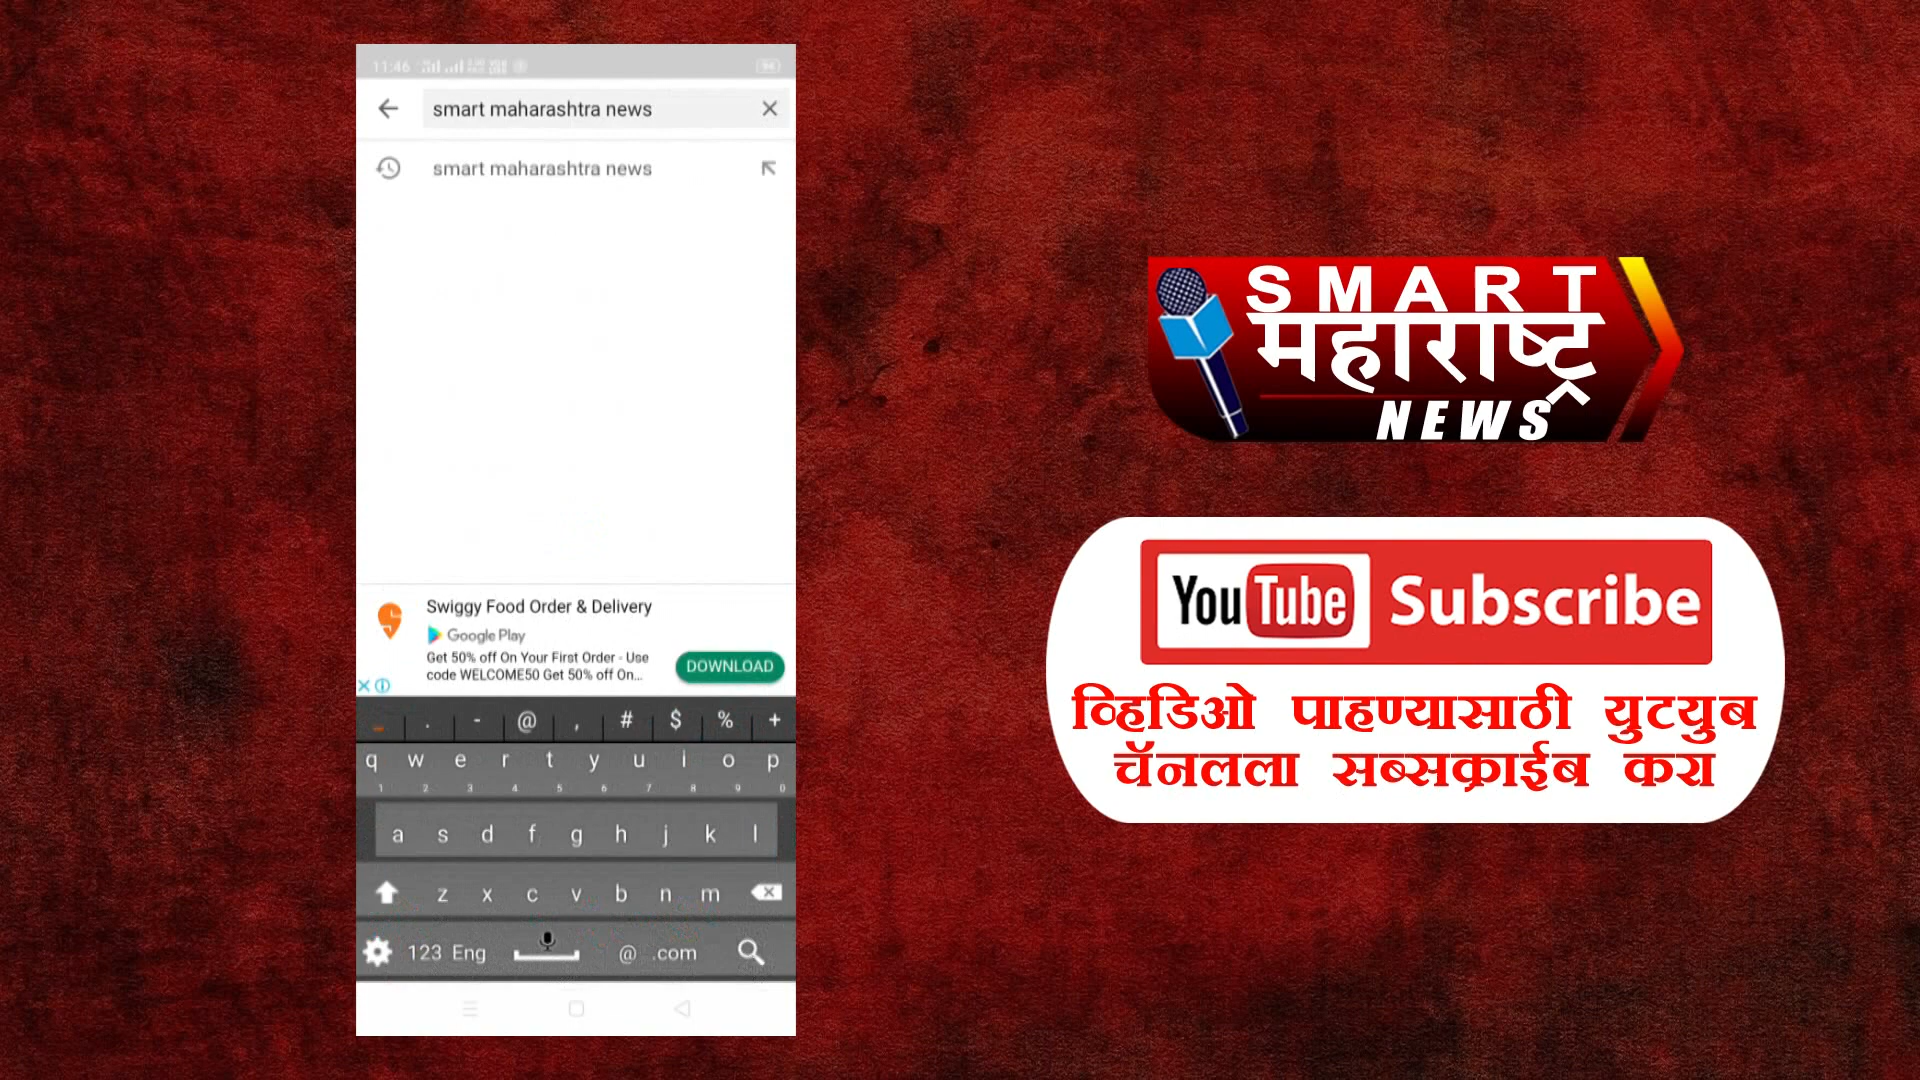 11:46
smart maharashtra news
smart maharashtra news
Swiggy Food Order & Delivery
Google Play
Get 50% off On Your First Order - Use
code WELCOME50 Get 50% off On...
DOWNLOAD
_ . - @ , # $ % +
q w e r t y u i o p
1 2 3 4 5 6 7 8 9 0
a s d f g h j k l
z x c v b n m
123 Eng @ .com
SMART
महाराष्ट्र
NEWS
YouTube Subscribe
व्हिडिओ पाहण्यासाठी युटयुब
चॅनलला सब्सक्राईब करा